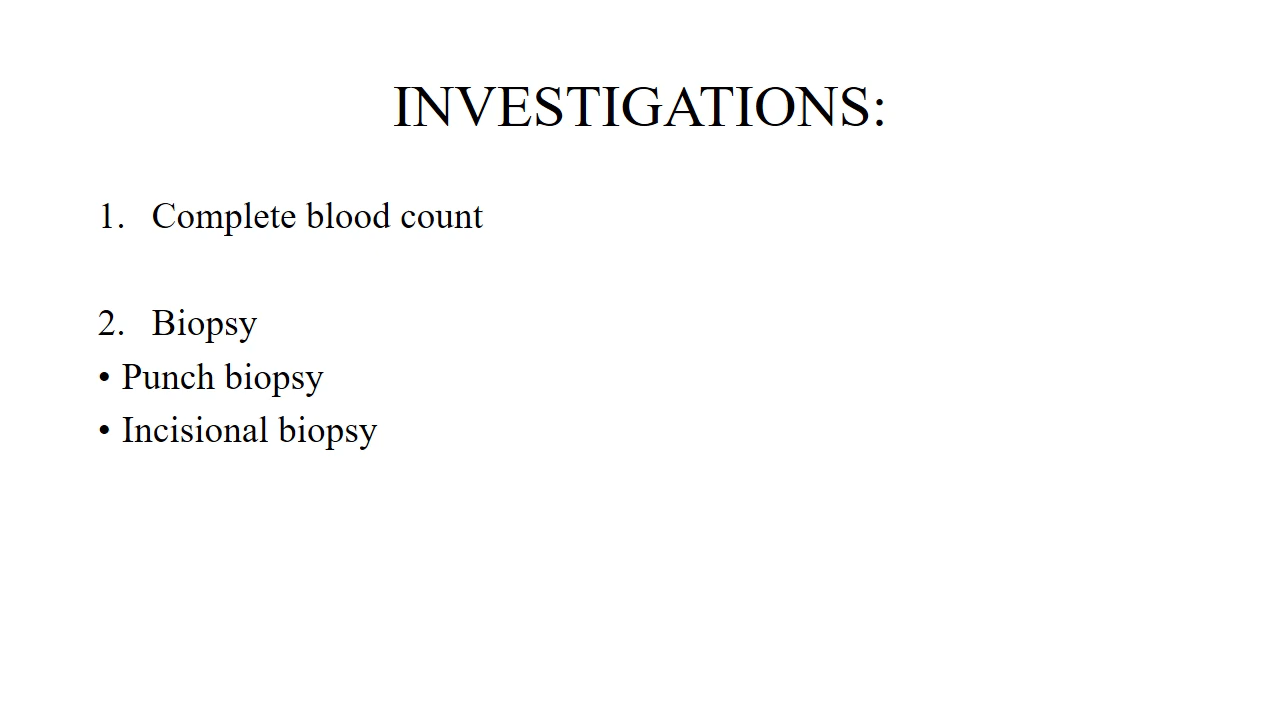 INVESTIGATIONS:
1. Complete blood count
2. Biopsy
• Punch biopsy
• Incisional biopsy